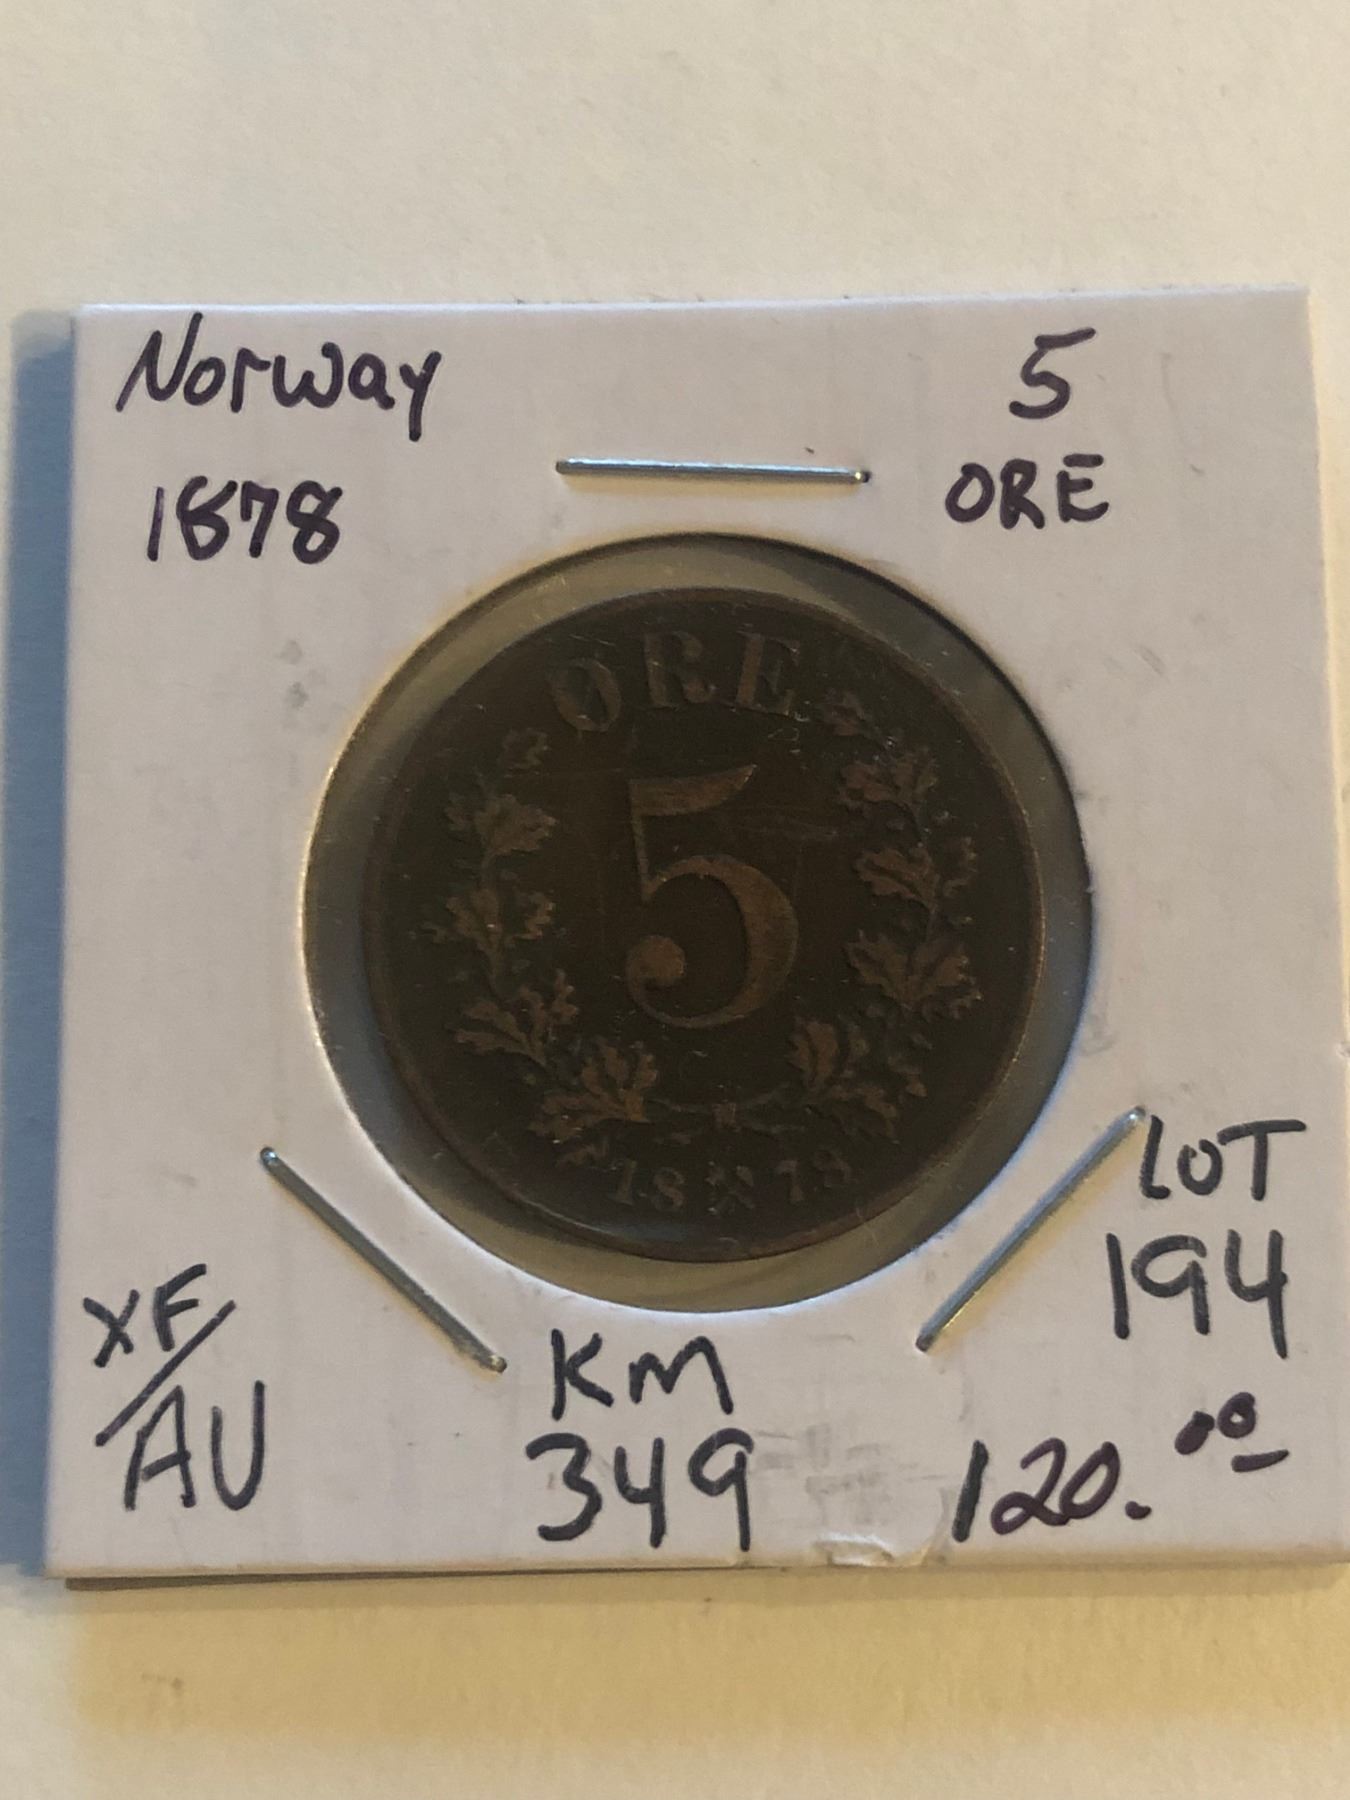 Norway
1878
5
ORE
ØRE
5
18 78
XF/AU
KM
349
LOT
194
120.00